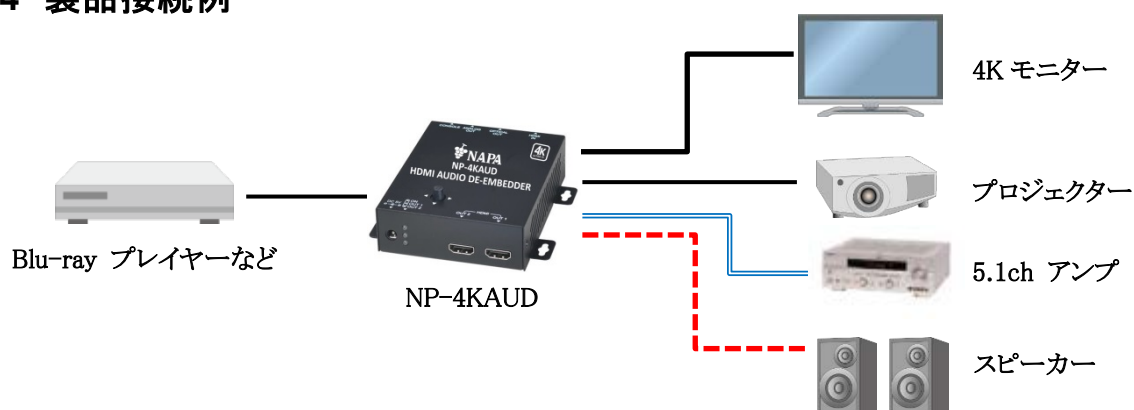 4 製品接続例
4K モニター
NAPA
4K
NP-4KAUD
HDMI AUDIO DE-EMBEDDER
プロジェクター
Blu-ray プレイヤーなど
5.1ch アンプ
NP-4KAUD
スピーカー